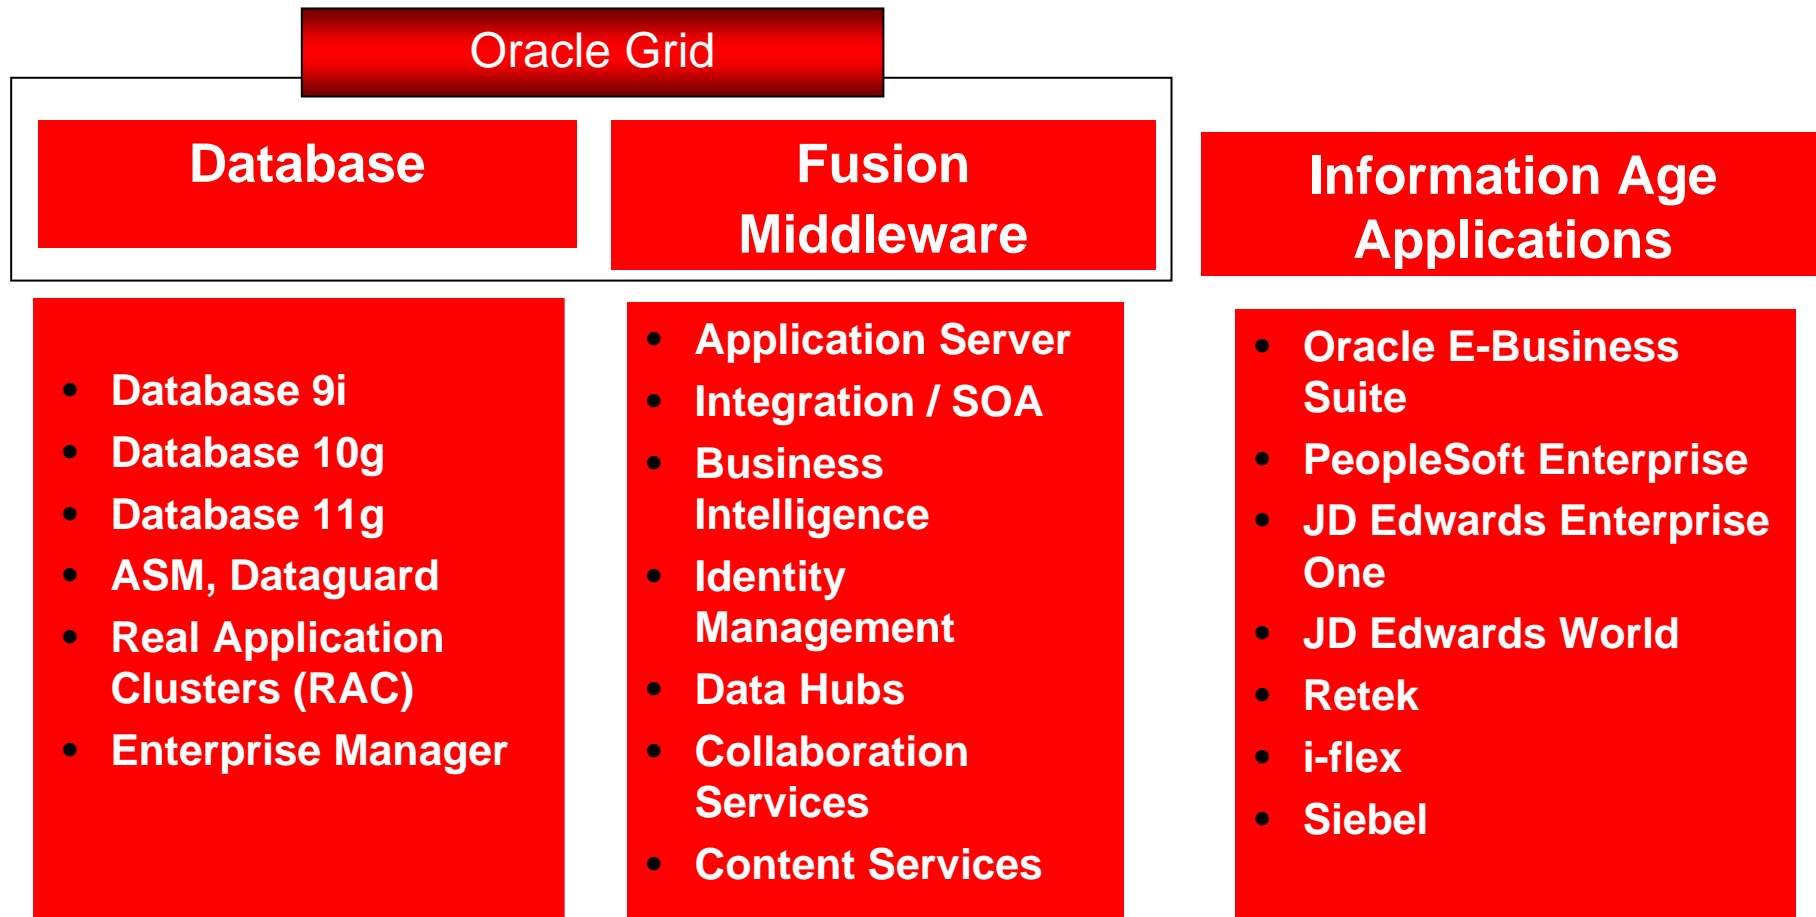 Oracle Grid
Database
Fusion
Middleware
Information Age
Applications
• Database 9i
• Database 10g
• Database 11g
• ASM, Dataguard
• Real Application
Clusters (RAC)
• Enterprise Manager
• Application Server
• Integration / SOA
• Business
Intelligence
• Identity
Management
• Data Hubs
• Collaboration
Services
• Content Services
• Oracle E-Business
Suite
• PeopleSoft Enterprise
• JD Edwards Enterprise
One
• JD Edwards World
• Retek
• i-flex
• Siebel